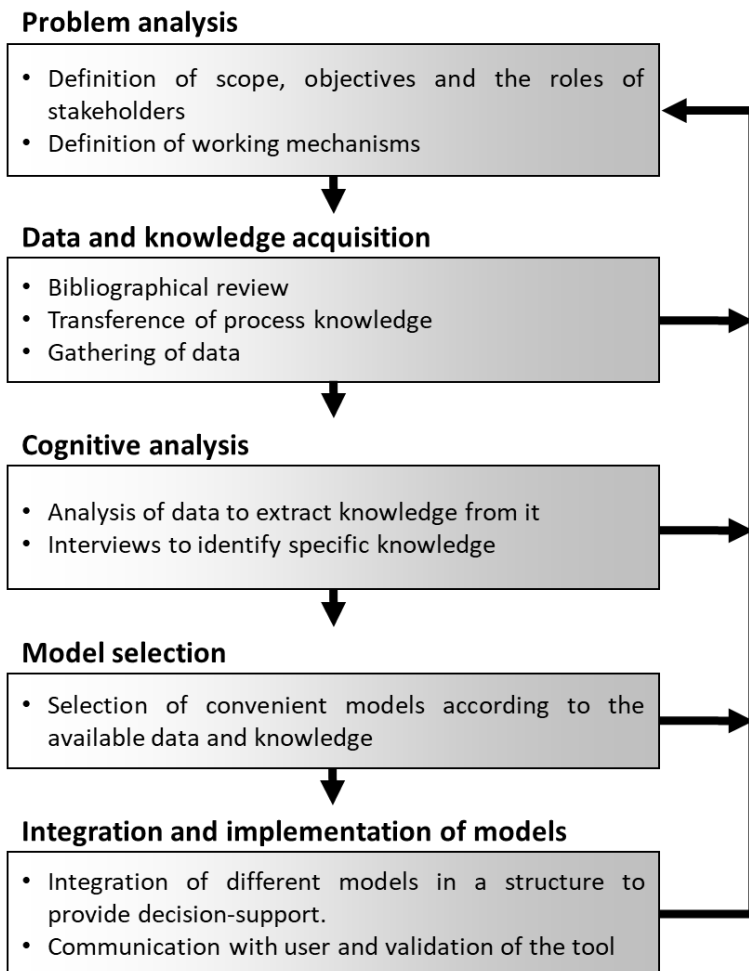 Problem analysis
• Definition of scope, objectives and the roles of
stakeholders
• Definition of working mechanisms
Data and knowledge acquisition
• Bibliographical review
• Transference of process knowledge
• Gathering of data
Cognitive analysis
• Analysis of data to extract knowledge from it
• Interviews to identify specific knowledge
Model selection
• Selection of convenient models according to the
available data and knowledge
Integration and implementation of models
• Integration of different models in a structure to
provide decision-support.
• Communication with user and validation of the tool